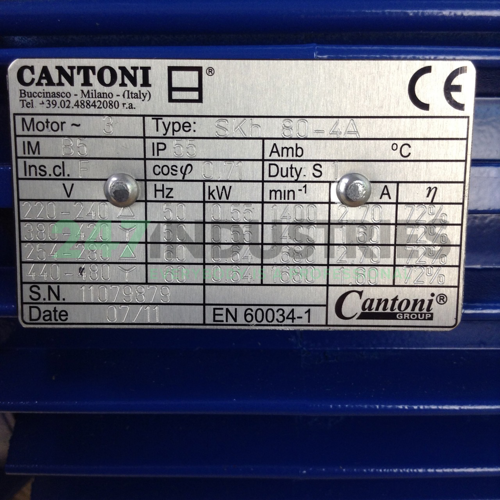 CANTONI ®
Buccinasco - Milano - (Italy)
Tel +39.02.48842080 r.a.
CE
Motor ~ 3 Type: SKh 80-4A
IM B5 IP 55 Amb °C
Ins.cl. F cosφ 0.71 Duty. S
V Hz kW min-1 A η
220-240 Δ 50 0.55 1400 2.70 72%
380-420
247INDUSTRIES
440-480 Y 60 0.64 1680 1.60 72%
S.N. 11079879
Date 07/11 EN 60034-1 Cantoni®
GROUP